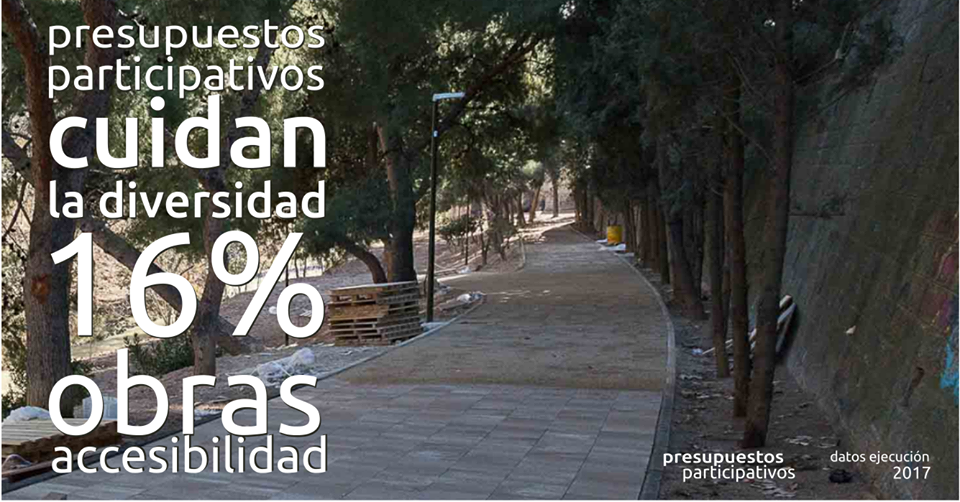 presupuestos
participativos
cuidan
la diversidad
16%
obras
accesibilidad
presupuestos
participativos
datos ejecución
2017